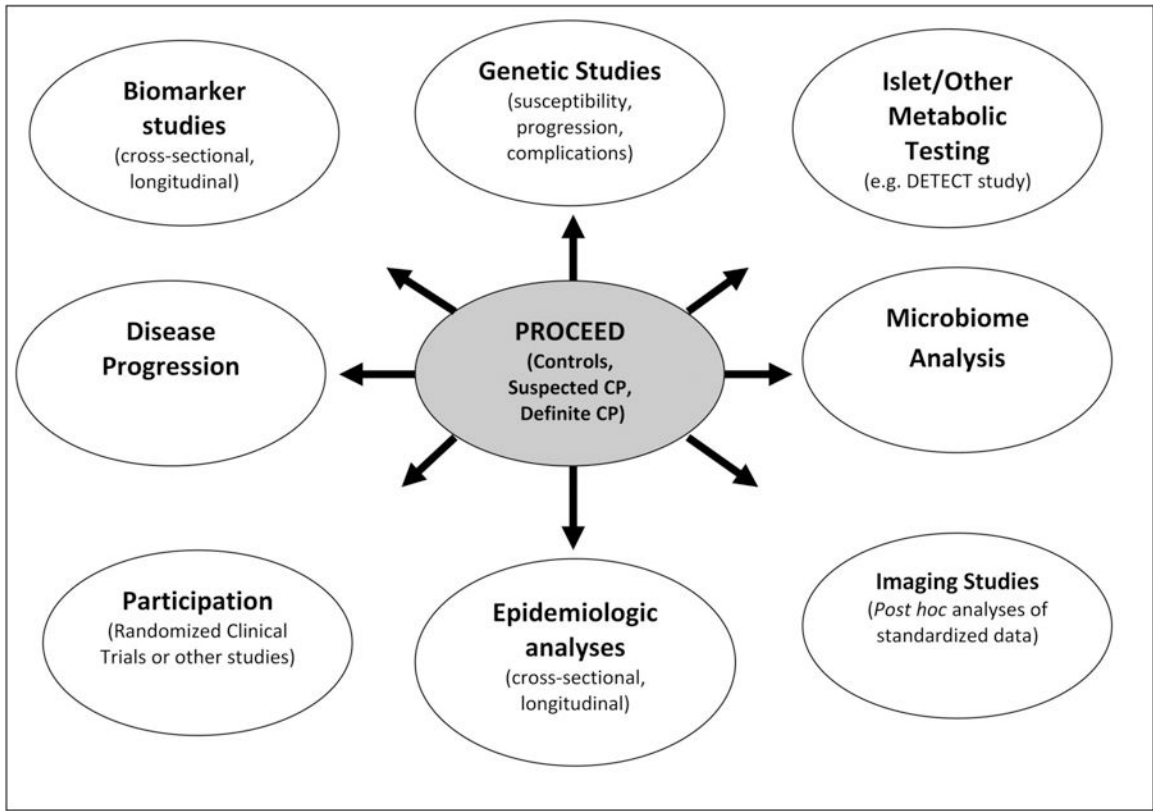 Biomarker
studies
(cross-sectional,
longitudinal)
Genetic Studies
(susceptibility,
progression,
complications)
Islet/Other
Metabolic
Testing
(e.g. DETECT study)
Disease
Progression
PROCEED
(Controls,
Suspected CP,
Definite CP)
Microbiome
Analysis
Participation
(Randomized Clinical
Trials or other studies)
Epidemiologic
analyses
(cross-sectional,
longitudinal)
Imaging Studies
(Post hoc analyses of
standardized data)